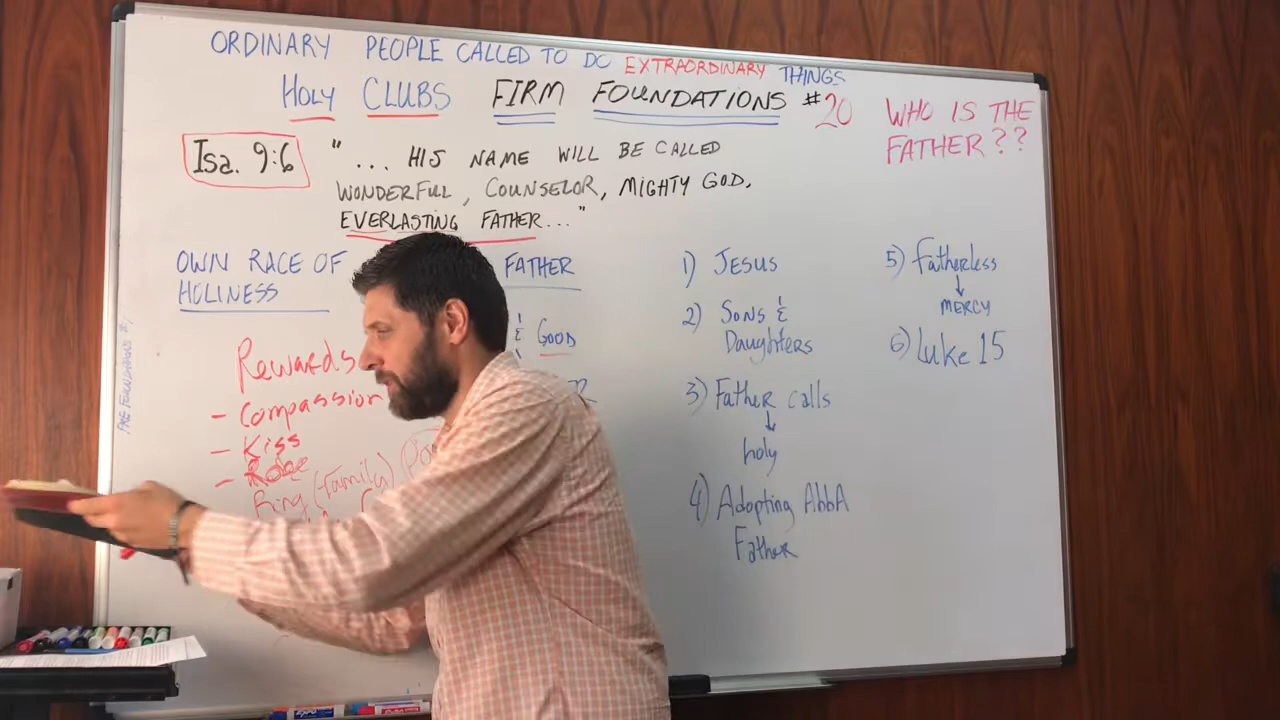 ORDINARY PEOPLE CALLED TO DO EXTRAORDINARY THINGS
HOLY CLUBS FIRM FOUNDATIONS #20
WHO IS THE
FATHER??
Isa. 9:6
"... HIS NAME WILL BE CALLED
WONDERFUL, COUNSELOR, MIGHTY GOD,
EVERLASTING FATHER..."
OWN RACE OF
HOLINESS
Rewards
- Compassion
- Kiss
- Robe
Ring (family)
FATHER
& GOOD
1) JESUS
2) SONS &
Daughters
3) Father calls
↓
holy
4) Adopting AbbA
Father
5) Fatherless
↓
MERCY
6) Luke 15